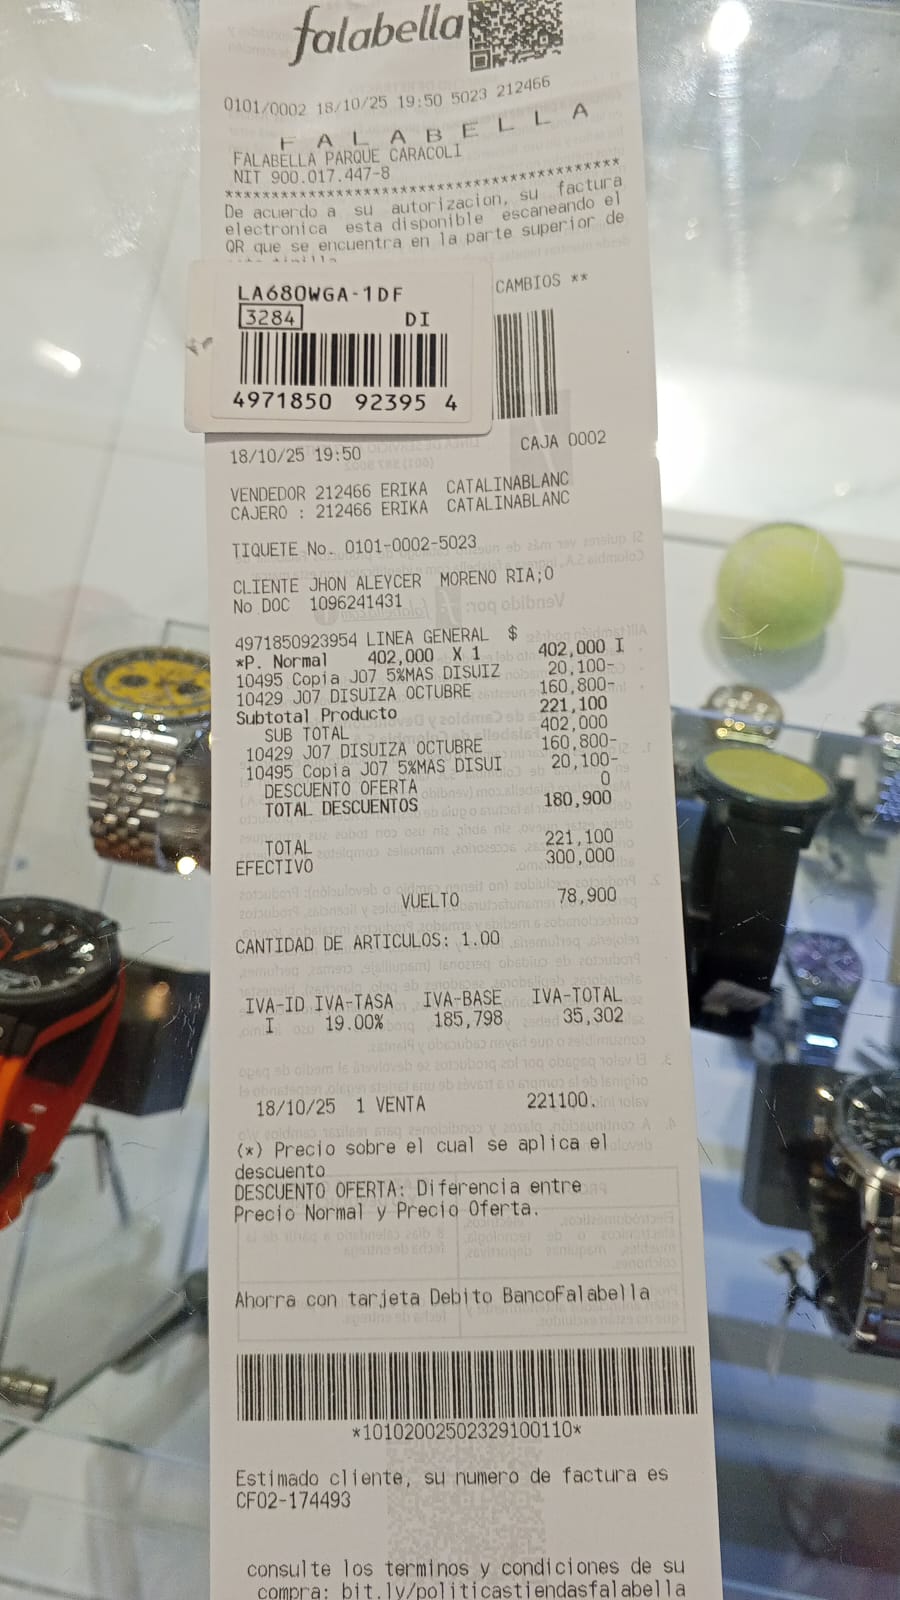 falabella
0101/0002 18/10/25 19:50 5023 212466
F A L A B E L L A
FALABELLA PARQUE CARACOLI
NIT 900.017.447-8
*******************************************
De acuerdo a su autorizacion, su factura
electronica esta disponible escaneando el
QR que se encuentra en la parte superior de
CAMBIOS **
LA680WGA-1DF
3284 DI
4971850 92395 4
18/10/25 19:50 CAJA 0002
VENDEDOR 212466 ERIKA CATALINABLANC
CAJERO : 212466 ERIKA CATALINABLANC
TIQUETE No. 0101-0002-5023
CLIENTE JHON ALEYCER MORENO RIA;O
No DOC 1096241431
4971850923954 LINEA GENERAL $
*P. Normal 402,000 X 1 402,000 I
10495 Copia J07 5%MAS DISUIZ 20,100-
10429 J07 DISUIZA OCTUBRE 160,800-
Subtotal Producto 221,100
SUB TOTAL 402,000
10429 J07 DISUIZA OCTUBRE 160,800-
10495 Copia J07 5%MAS DISUI 20,100-
DESCUENTO OFERTA 0
TOTAL DESCUENTOS 180,900
TOTAL 221,100
EFECTIVO 300,000
VUELTO 78,900
CANTIDAD DE ARTICULOS: 1.00
IVA-ID IVA-TASA IVA-BASE IVA-TOTAL
I 19.00% 185,798 35,302
18/10/25 1 VENTA 221100.
(*) Precio sobre el cual se aplica el
descuento
DESCUENTO OFERTA: Diferencia entre
Precio Normal y Precio Oferta.
Ahorra con tarjeta Debito BancoFalabella
*10102002502329100110*
Estimado cliente, su numero de factura es
CF02-174493
consulte los terminos y condiciones de su
compra: bit.ly/politicastiendasfalabella